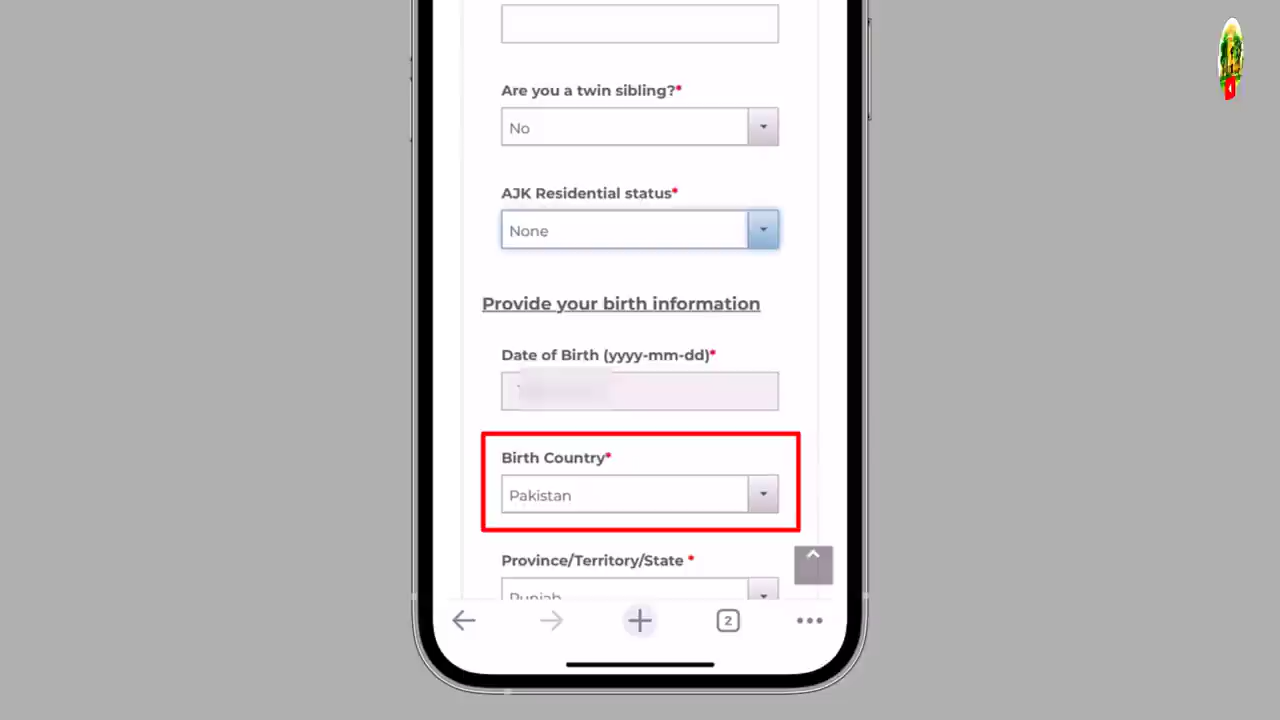 Are you a twin sibling?*
No
AJK Residential status*
None
Provide your birth information
Date of Birth (yyyy-mm-dd)*
Birth Country*
Pakistan
Province/Territory/State *
Punjab
2